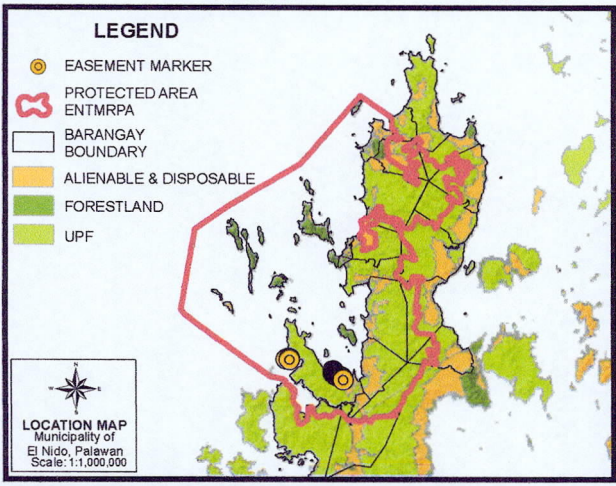 LEGEND
EASEMENT MARKER
PROTECTED AREA
ENTMRPA
BARANGAY
BOUNDARY
ALIENABLE & DISPOSABLE
FORESTLAND
UPF
N
W E
S
LOCATION MAP
Municipality of
El Nido, Palawan
Scale: 1:1,000,000